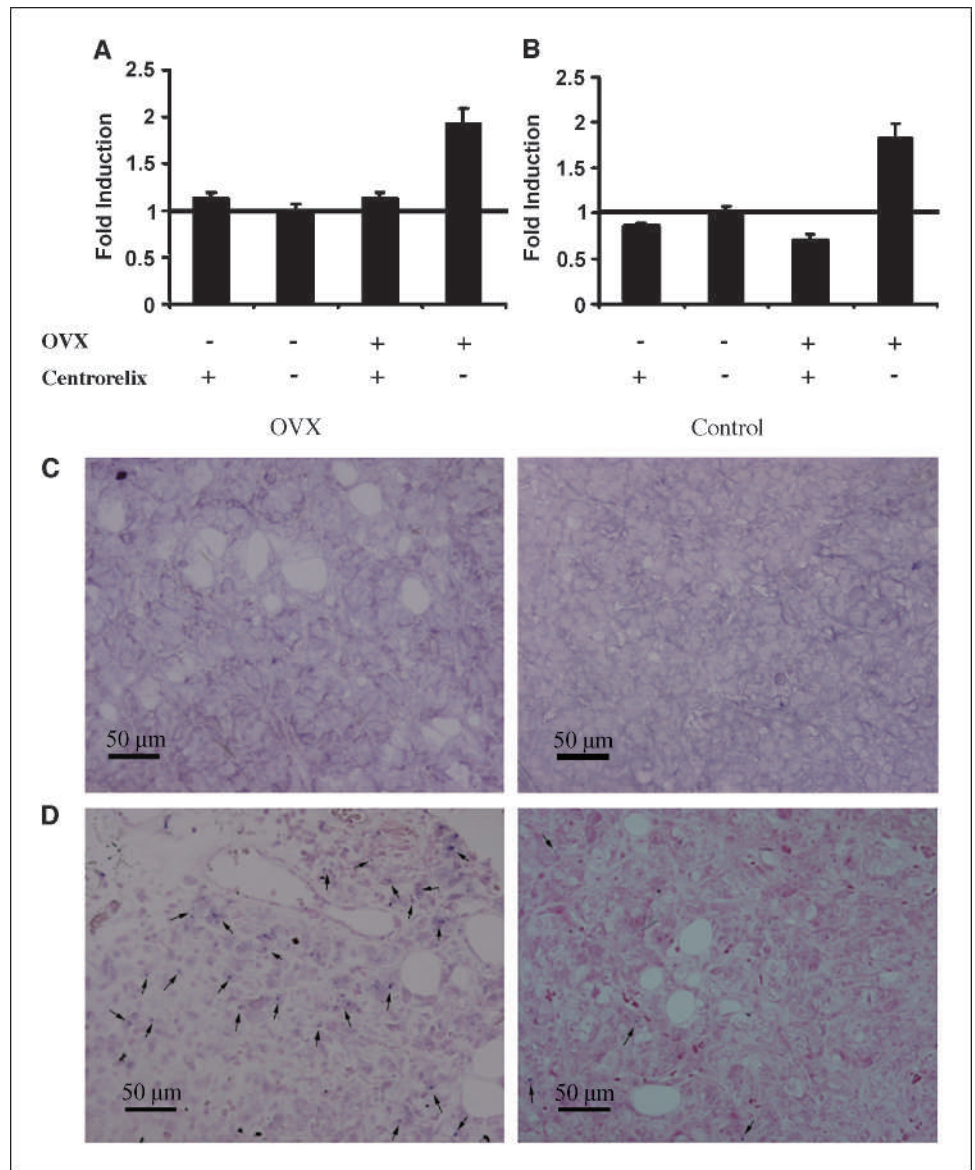 A
B
2.5
2
1.5
1
0.5
0
Fold Induction
2.5
2
1.5
1
0.5
0
Fold Induction
OVX - - + + - - + +
Centrorelix + - + - + - + -
OVX Control
C
50 µm
50 µm
D
50 µm
50 µm